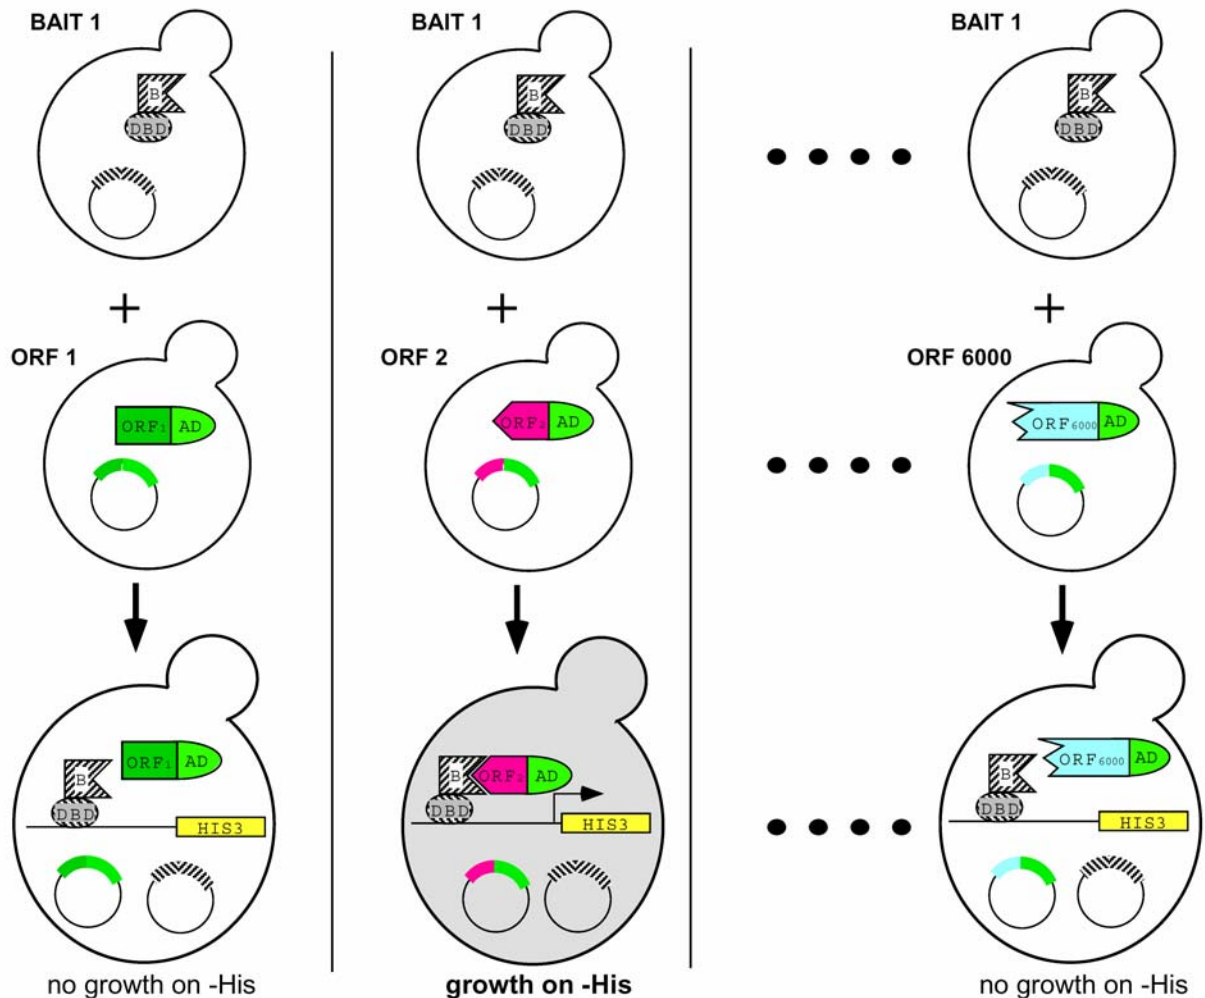 BAIT 1 BAIT 1 BAIT 1
B B B
DBD DBD DBD
+ + +
ORF 1 ORF 2 ORF 6000
ORF1 AD ORF2 AD ORF6000 AD
ORF1 AD B ORF2 AD ORF6000 AD
B B
DBD DBD DBD
HIS3 HIS3 HIS3
no growth on -His growth on -His no growth on -His